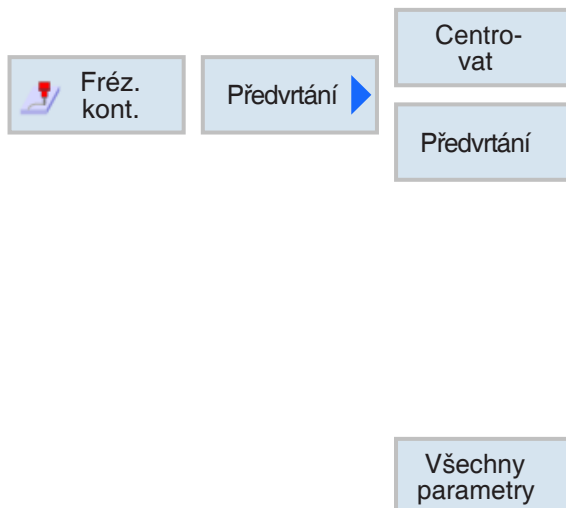 Fréz.
kont.
Předvrtání
Centro-
vat
Předvrtání
Všechny
parametry